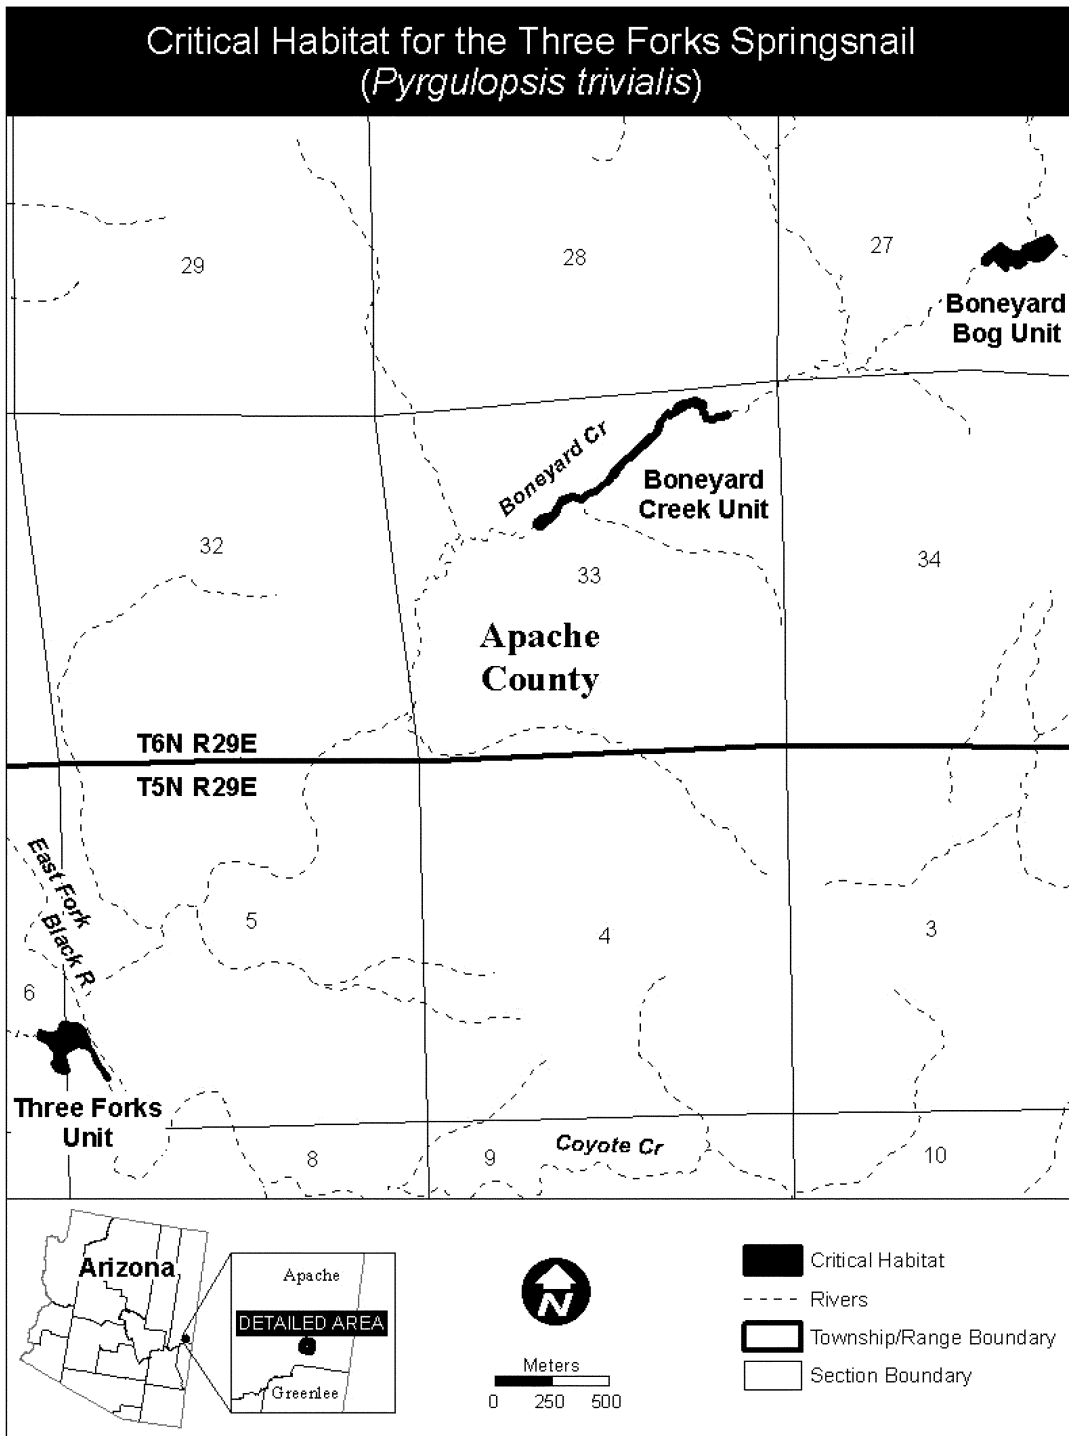 Critical Habitat for the Three Forks Springsnail
(Pyrgulopsis trivialis)
29
28
27
Boneyard
Bog Unit
Boneyard Cr
Boneyard
Creek Unit
32
33
34
Apache
County
T6N R29E
T5N R29E
East Fork
Black R
5
4
3
6
Three Forks
Unit
8
9
Coyote Cr
10
Arizona
Apache
DETAILED AREA
Greenlee
N
Meters
0 250 500
Critical Habitat
Rivers
Township/Range Boundary
Section Boundary